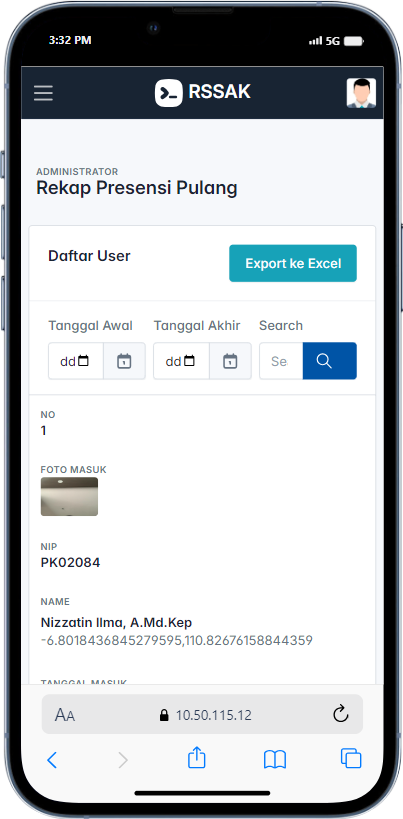 3:32 PM
5G
RSSAK
ADMINISTRATOR
Rekap Presensi Pulang
Daftar User
Export ke Excel
Tanggal Awal Tanggal Akhir Search
dd dd Se
NO
1
FOTO MASUK
NIP
PK02084
NAME
Nizzatin Ilma, A.Md.Kep
-6.8018436845279595,110.82676158844359
TANGGAL MASUK
AA 10.50.115.12